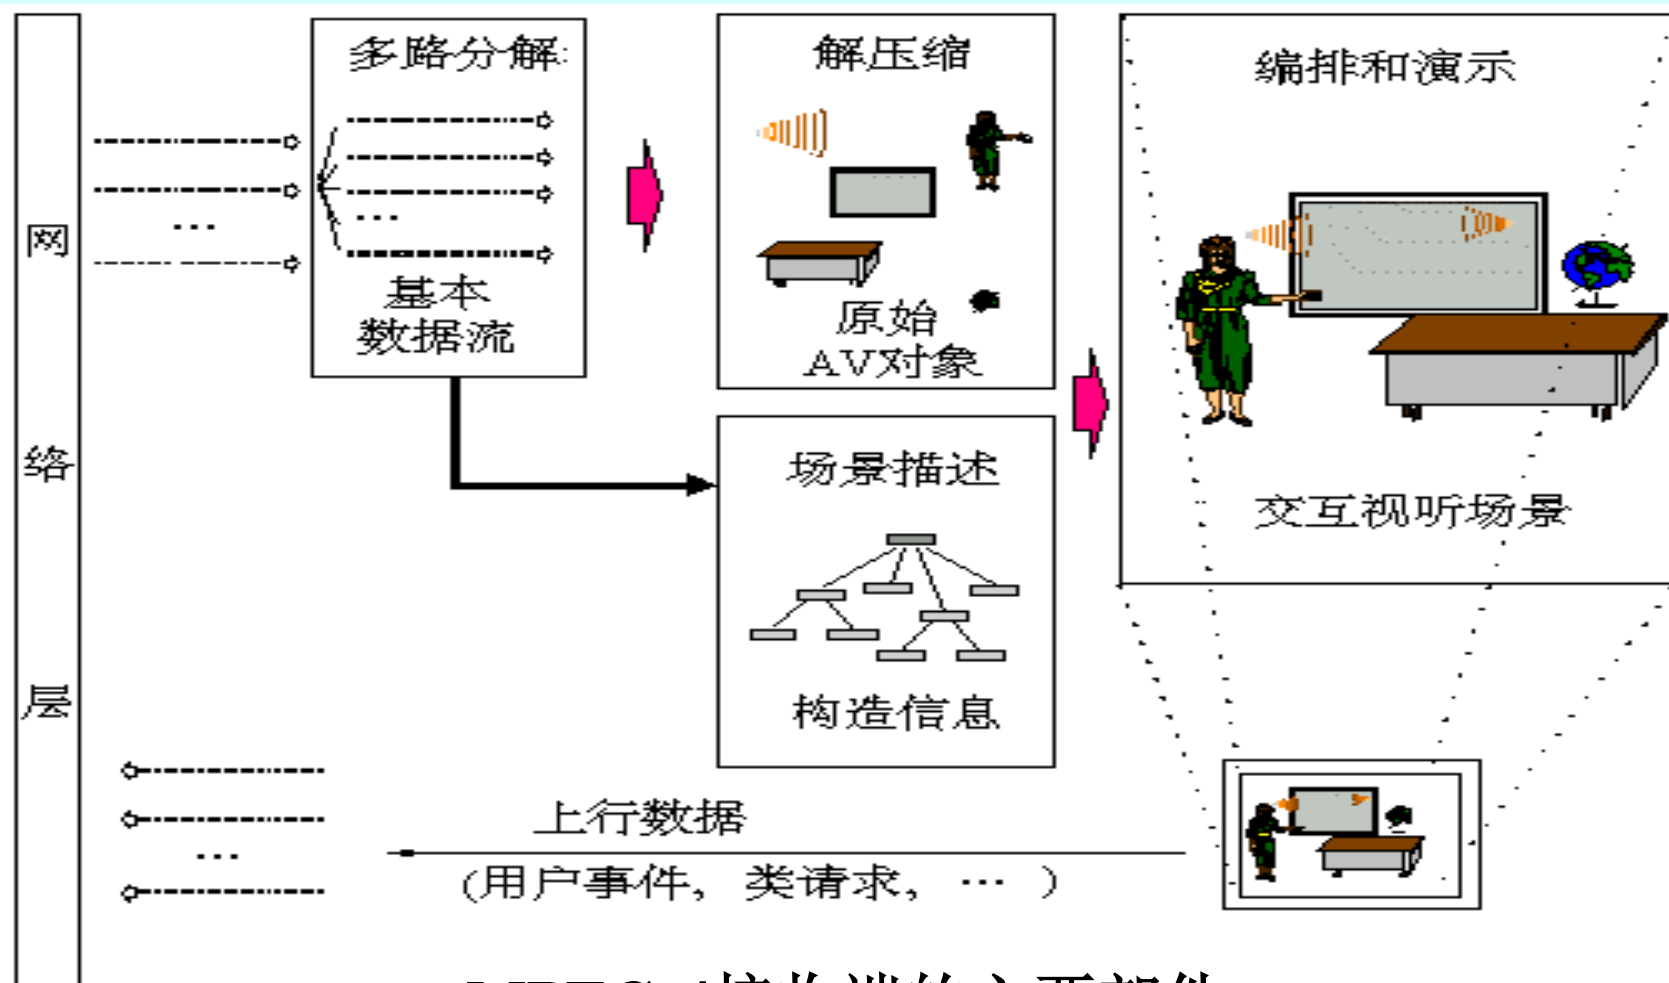 网
络
层
多路分解
…
…
基本
数据流
解压缩
原始
AV对象
场景描述
构造信息
编排和演示
交互视听场景
…
上行数据
(用户事件, 类请求, … )